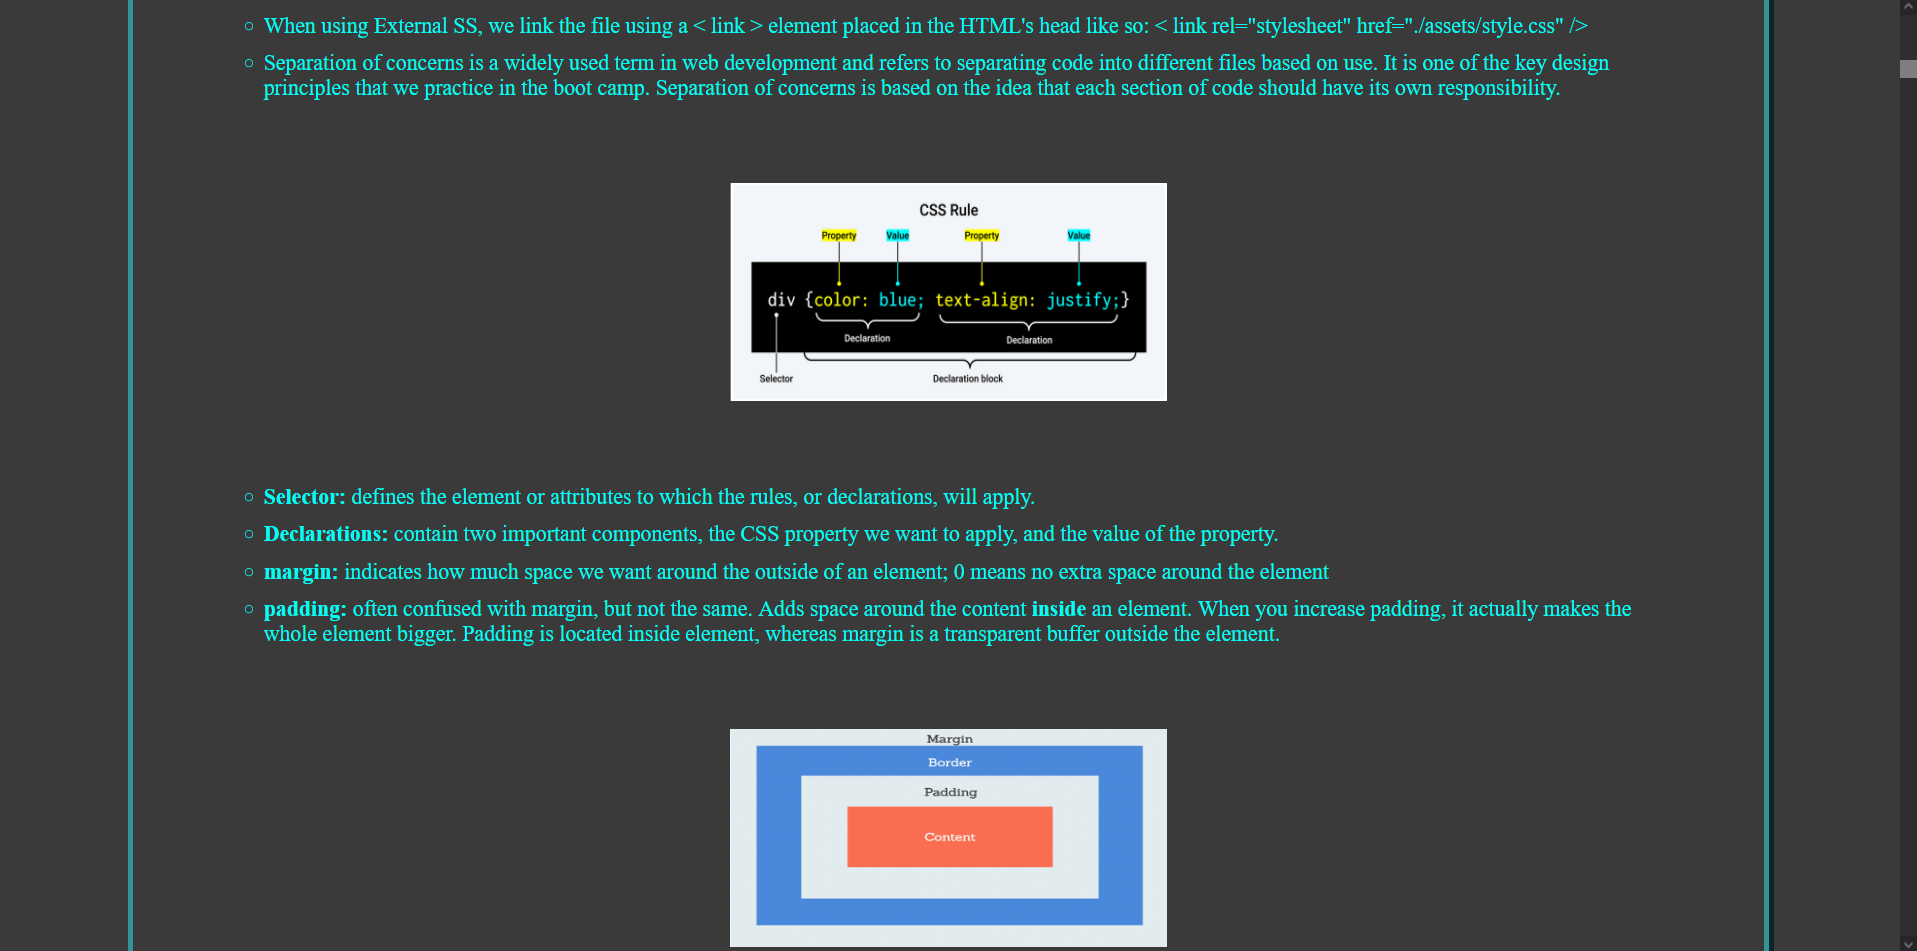 When using External SS, we link the file using a < link > element placed in the HTML's head like so: < link rel="stylesheet" href="./assets/style.css" />
Separation of concerns is a widely used term in web development and refers to separating code into different files based on use. It is one of the key design
principles that we practice in the boot camp. Separation of concerns is based on the idea that each section of code should have its own responsibility.
CSS Rule
Property Value Property Value
div {color: blue; text-align: justify;}
Declaration Declaration
Selector Declaration block
Selector: defines the element or attributes to which the rules, or declarations, will apply.
Declarations: contain two important components, the CSS property we want to apply, and the value of the property.
margin: indicates how much space we want around the outside of an element; 0 means no extra space around the element
padding: often confused with margin, but not the same. Adds space around the content inside an element. When you increase padding, it actually makes the
whole element bigger. Padding is located inside element, whereas margin is a transparent buffer outside the element.
Margin
Border
Padding
Content